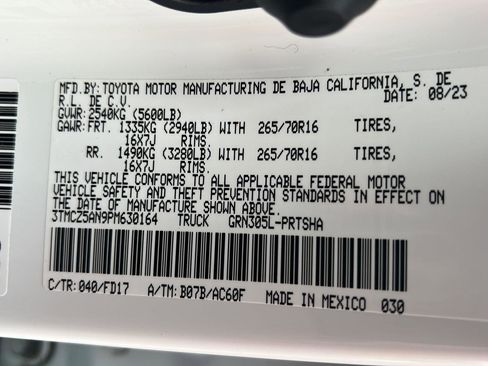 MFD.BY: TOYOTA MOTOR MANUFACTURING DE BAJA CALIFORNIA, S. DE
R.L. DE C.V. DATE: 08/23
GVWR: 2540KG (5600LB)
GAWR: FRT. 1335KG (2940LB) WITH 265/70R16 TIRES,
16X7J RIMS.
RR. 1490KG (3280LB) WITH 265/70R16 TIRES,
16X7J RIMS.
THIS VEHICLE CONFORMS TO ALL APPLICABLE FEDERAL MOTOR
VEHICLE SAFETY AND THEFT PREVENTION STANDARDS IN EFFECT ON
THE DATE OF MANUFACTURE SHOWN ABOVE.
3TMCZ5AN9PM630164 TRUCK GRN305L-PRTSHA
C/TR: 040/FD17 A/TM: B07B/AC60F MADE IN MEXICO 030